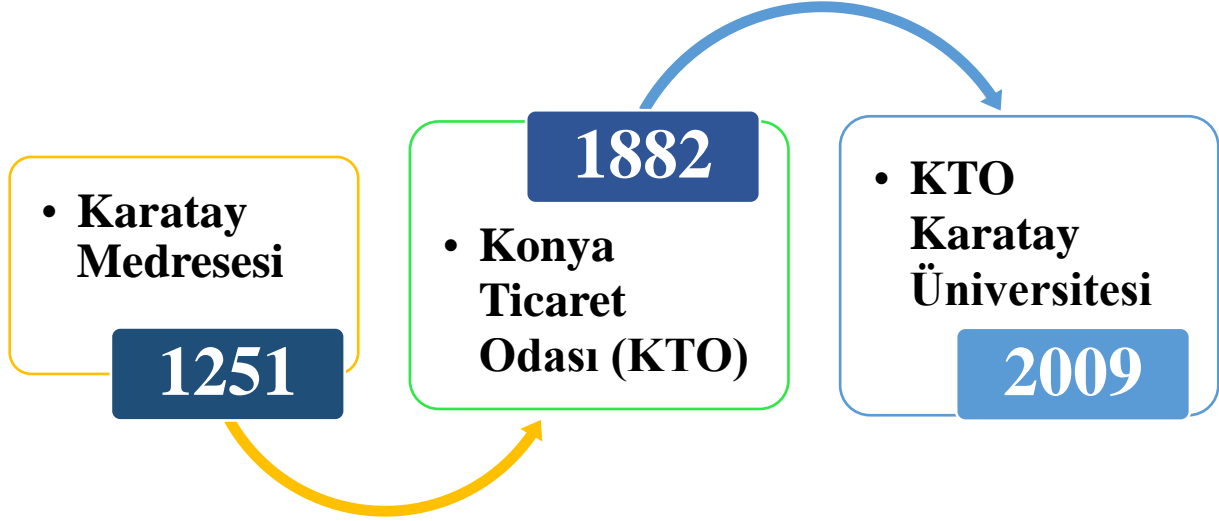 • Karatay
Medresesi
1251
1882
• Konya
Ticaret
Odası (KTO)
• KTO
Karatay
Üniversitesi
2009